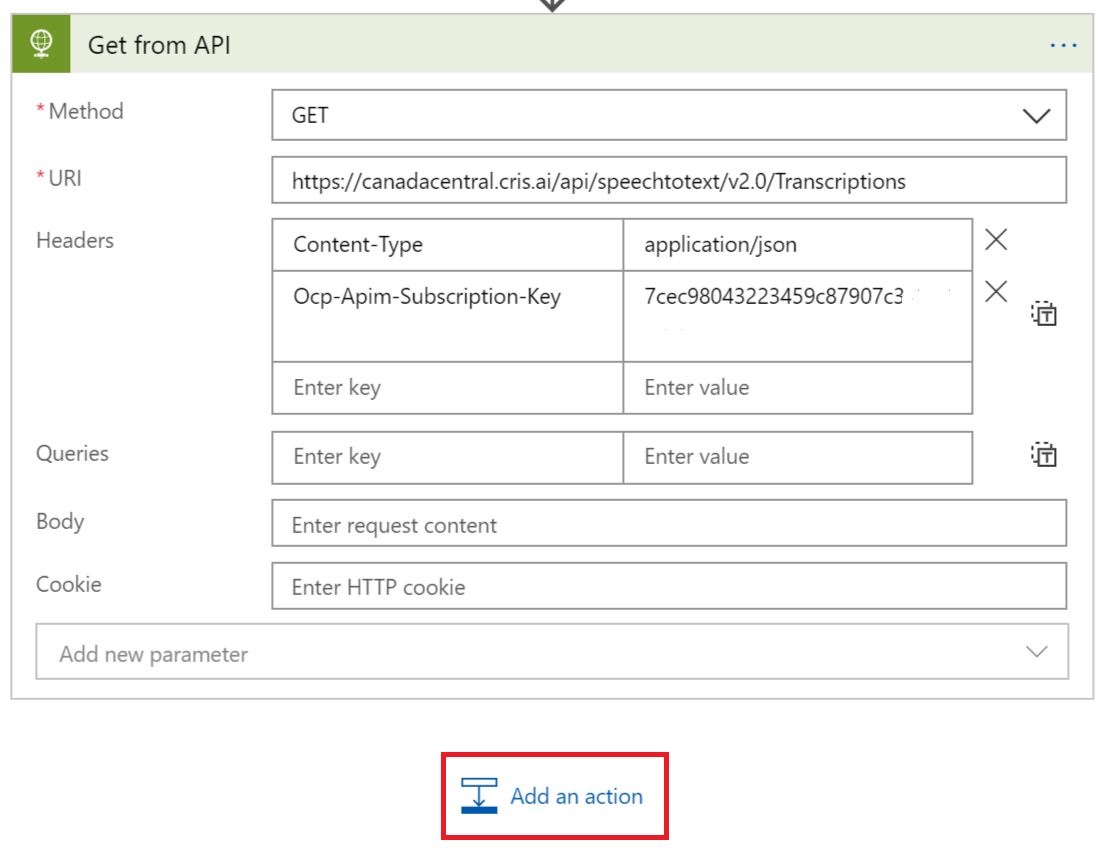 Get from API
* Method
GET
* URI
https://canadacentral.cris.ai/api/speechtotext/v2.0/Transcriptions
Headers
Content-Type
application/json
Ocp-Apim-Subscription-Key
7cec98043223459c87907c3
Enter key
Enter value
Queries
Enter key
Enter value
Body
Enter request content
Cookie
Enter HTTP cookie
Add new parameter
Add an action